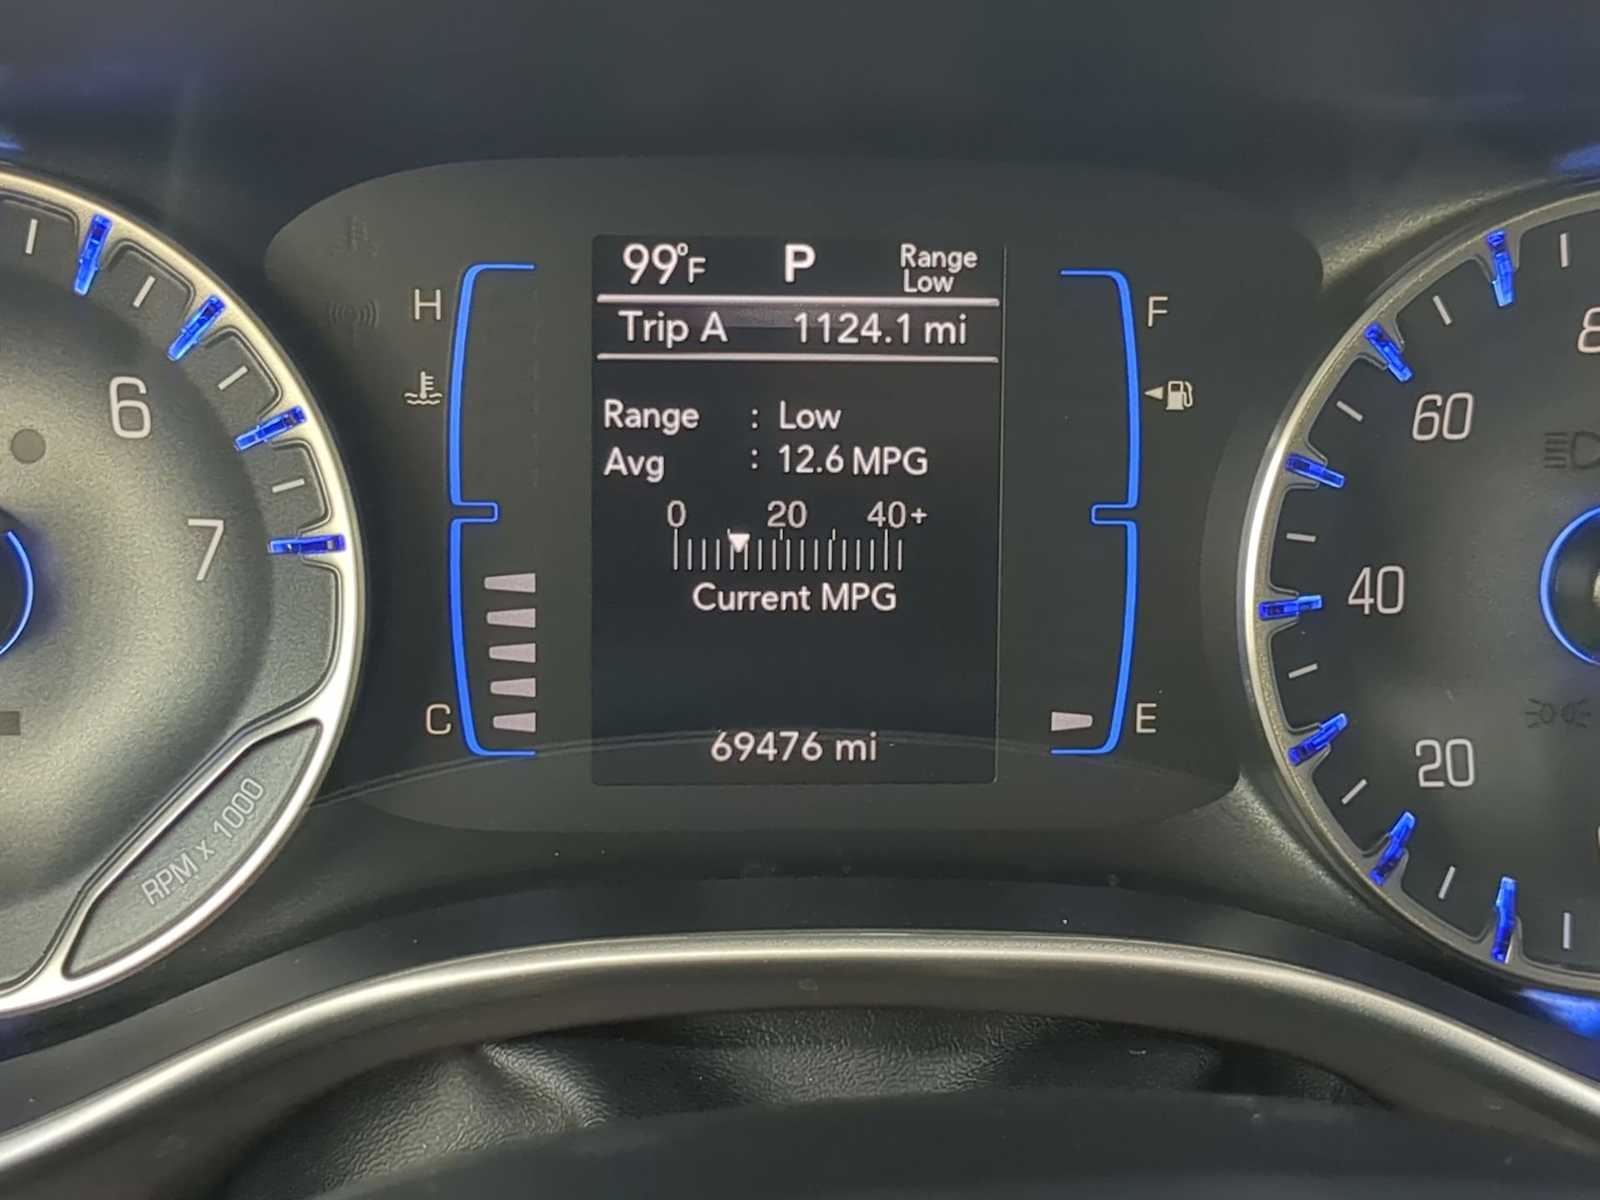 99°F P Range Low
Trip A 1124.1 mi
Range : Low
Avg : 12.6 MPG
0 20 40+
Current MPG
69476 mi
H
C
F
E
6
7
RPM x 1000
60
40
20